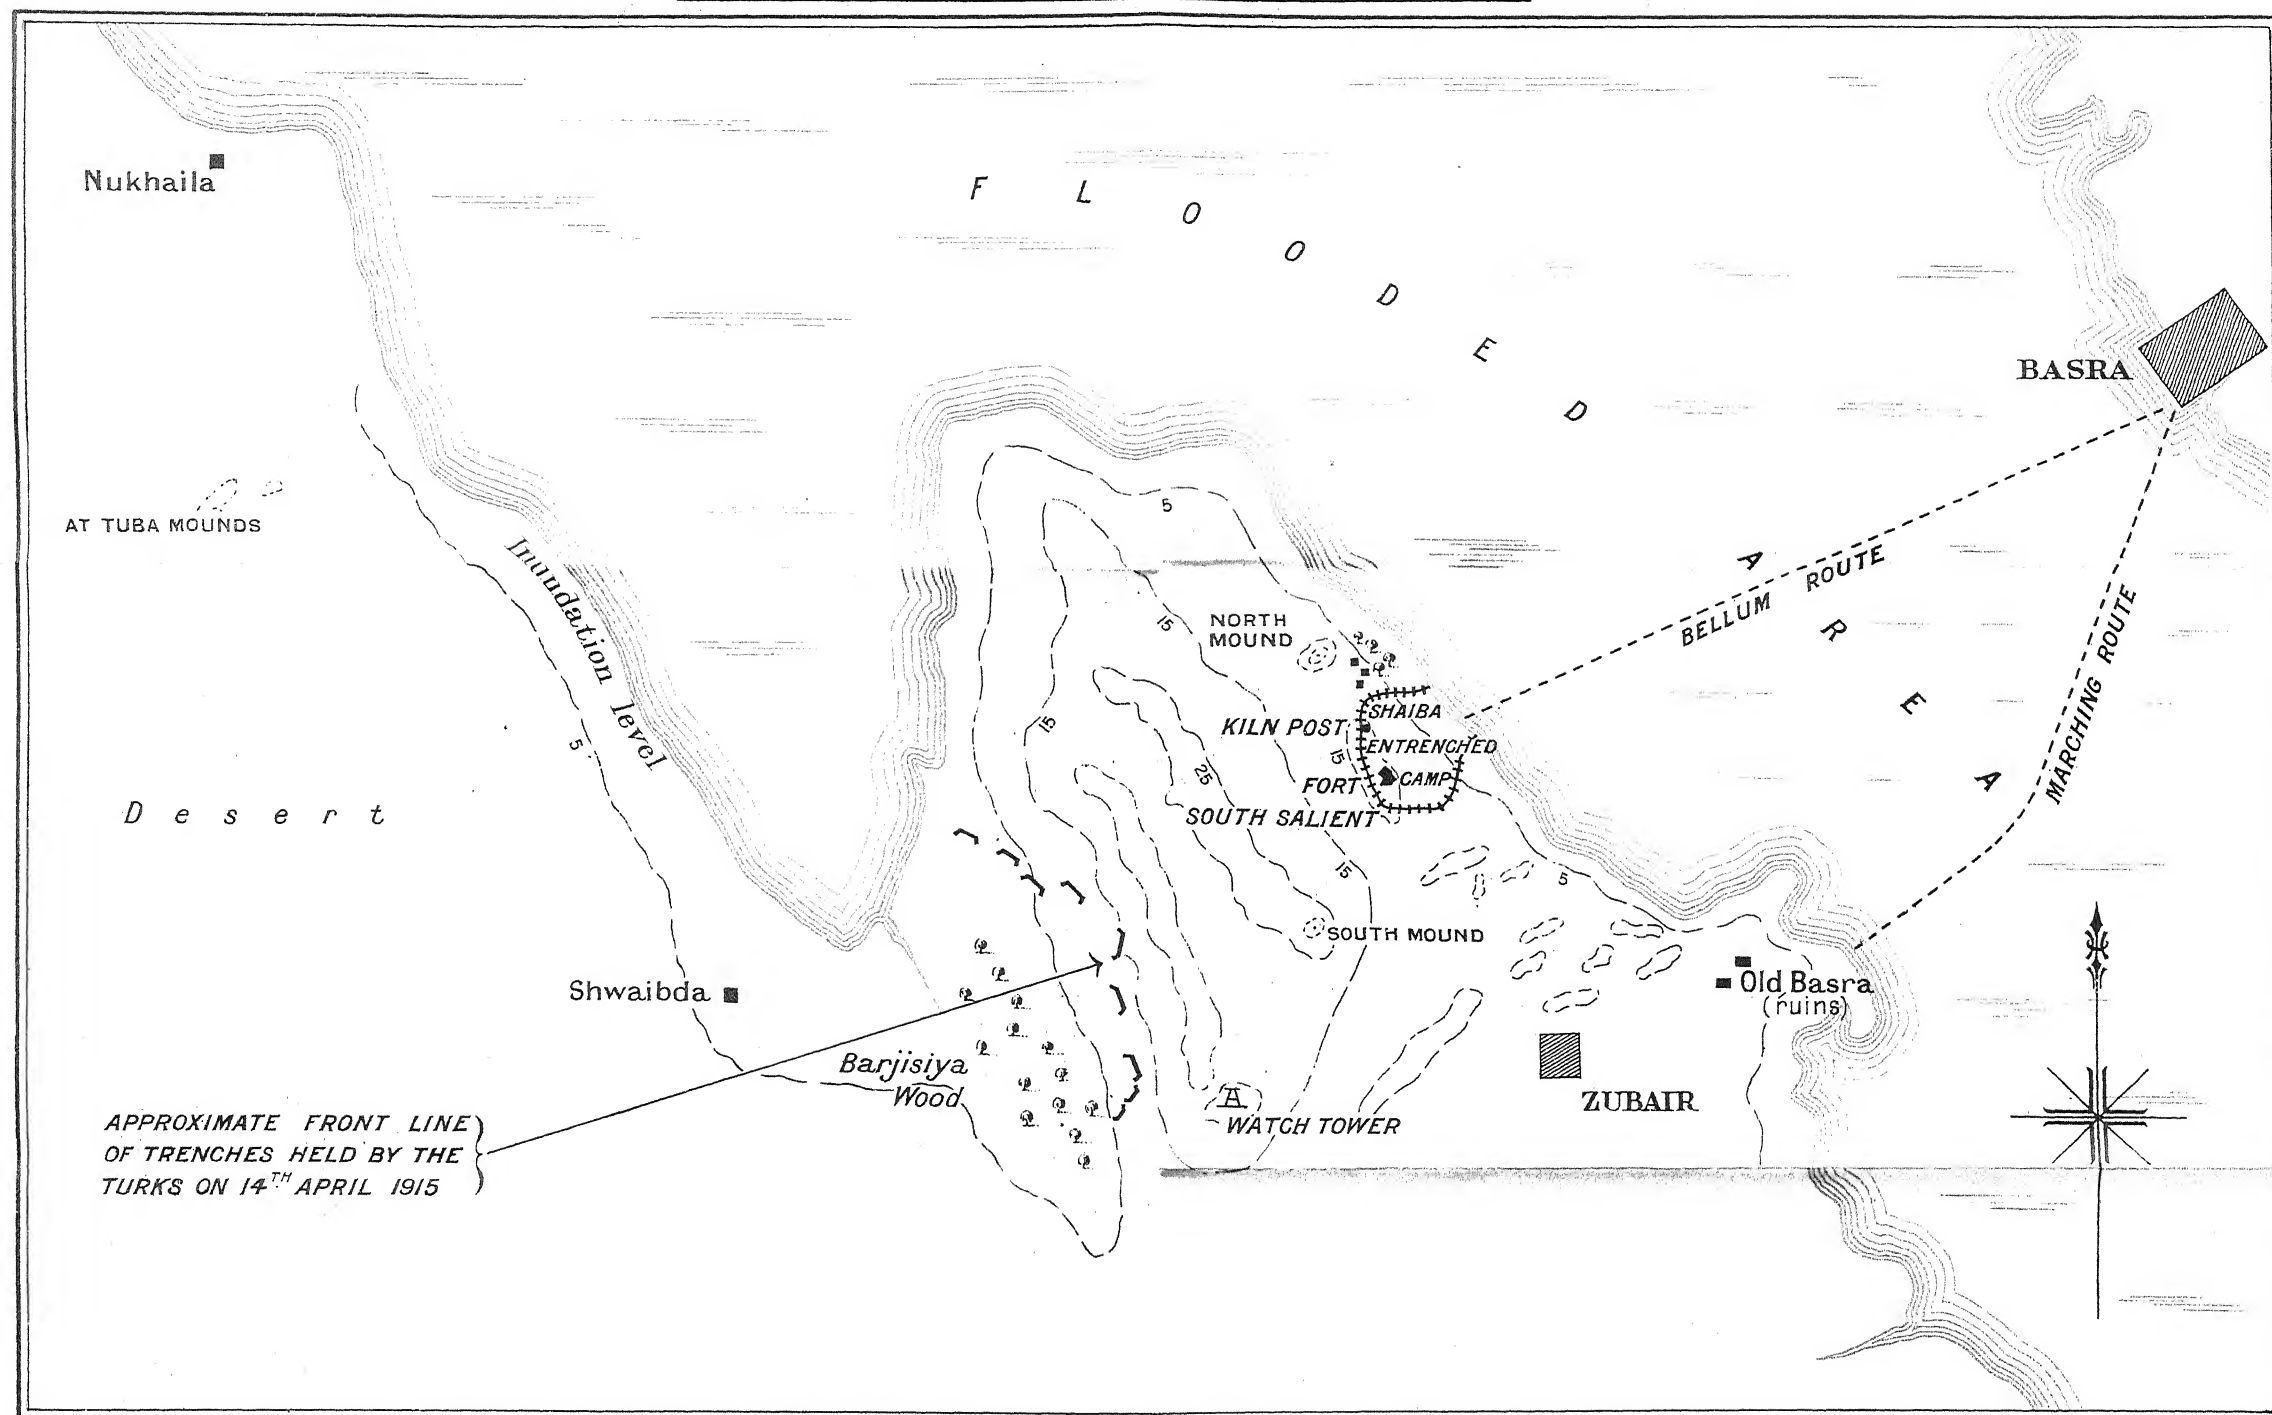 Nukhaila
FLOODED
BASRA
AT TUBA MOUNDS
Inundation level
5
5
15
NORTH
MOUND
BELLUM ROUTE
AREA
MARCHING ROUTE
SHAIBA
KILN POST
15
ENTRENCHED
15
25
FORT
CAMP
SOUTH SALIENT
Desert
15
5
SOUTH MOUND
Shwaibda
Old Basra
(ruins)
Barjisiya
Wood
ZUBAIR
WATCH TOWER
APPROXIMATE FRONT LINE
OF TRENCHES HELD BY THE
TURKS ON 14TH APRIL 1915